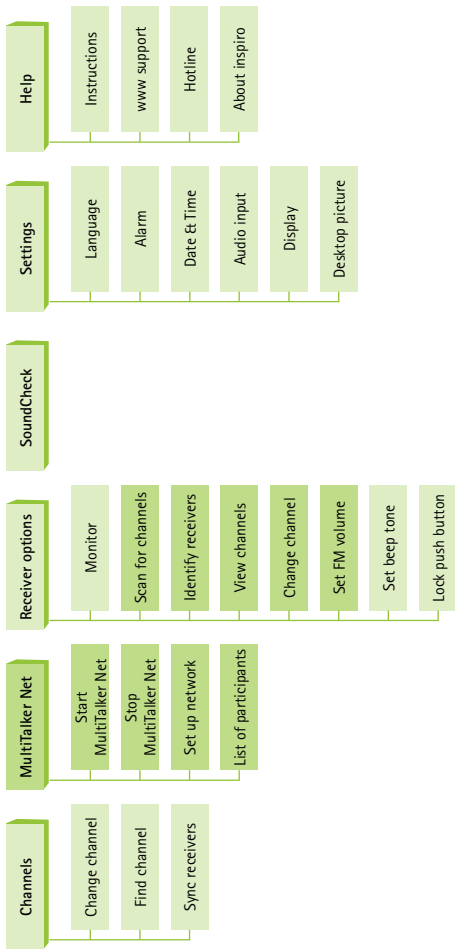 Channels
Change channel
Find channel
Sync receivers
MultiTalker Net
Start
MultiTalker Net
Stop
MultiTalker Net
Set up network
List of participants
Receiver options
Monitor
Scan for channels
Identify receivers
View channels
Change channel
Set FM volume
Set beep tone
Lock push button
SoundCheck
Settings
Language
Alarm
Date & Time
Audio input
Display
Desktop picture
Help
Instructions
www support
Hotline
About inspiro